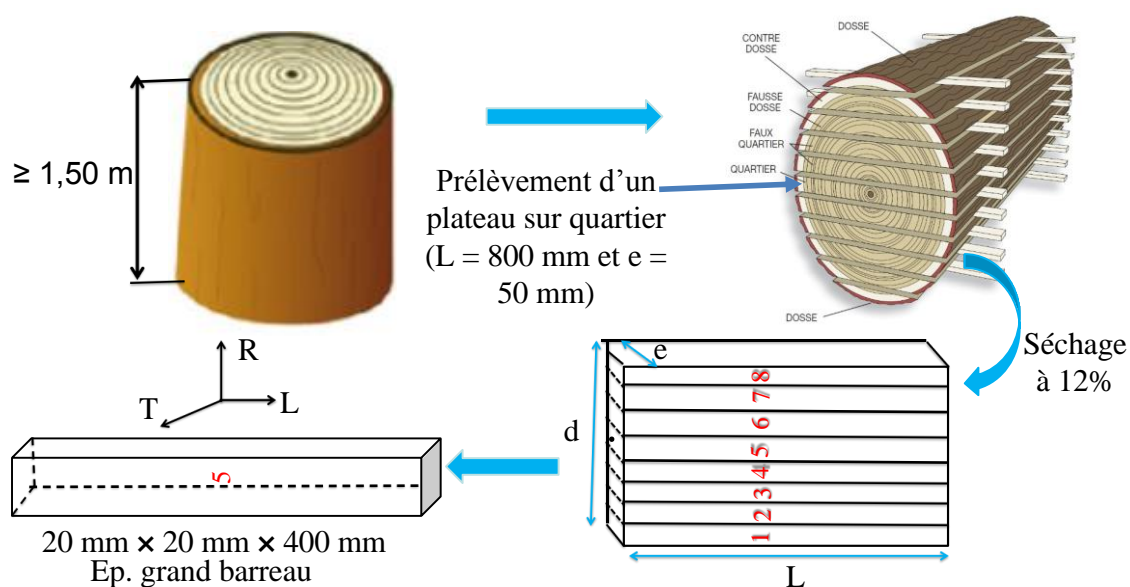 ≥ 1,50 m
Prélèvement d’un
plateau sur quartier
(L = 800 mm et e =
50 mm)
DOSSE
CONTRE
DOSSE
FAUSSE
DOSSE
FAUX
QUARTIER
QUARTIER
DOSSE
Séchage
à 12%
R
T
L
5
20 mm × 20 mm × 400 mm
Ep. grand barreau
e
d
8
7
6
5
4
3
2
1
L